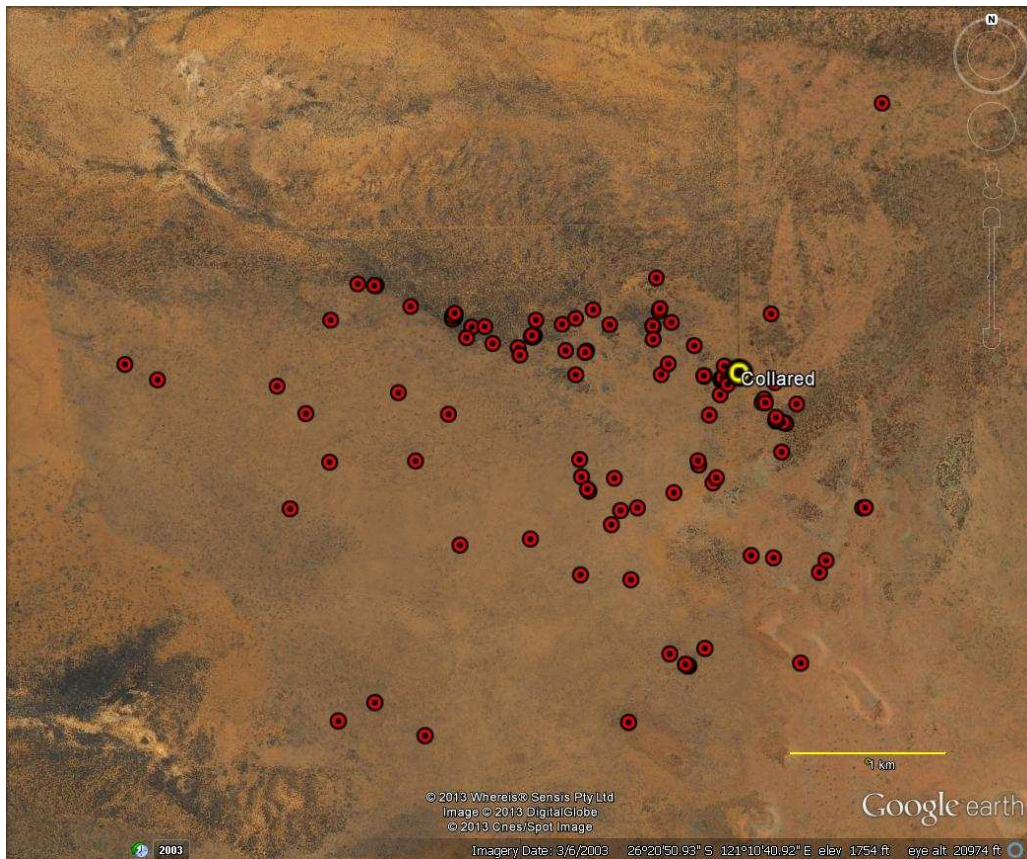 N
Collared
1 km
© 2013 Whereis® Sensis Pty Ltd
Image © 2013 DigitalGlobe
© 2013 Cnes/Spot Image
Google earth
2003
Imagery Date: 3/6/2003 26°20'50.93" S 121°10'40.92" E elev 1754 ft eye alt 20974 ft